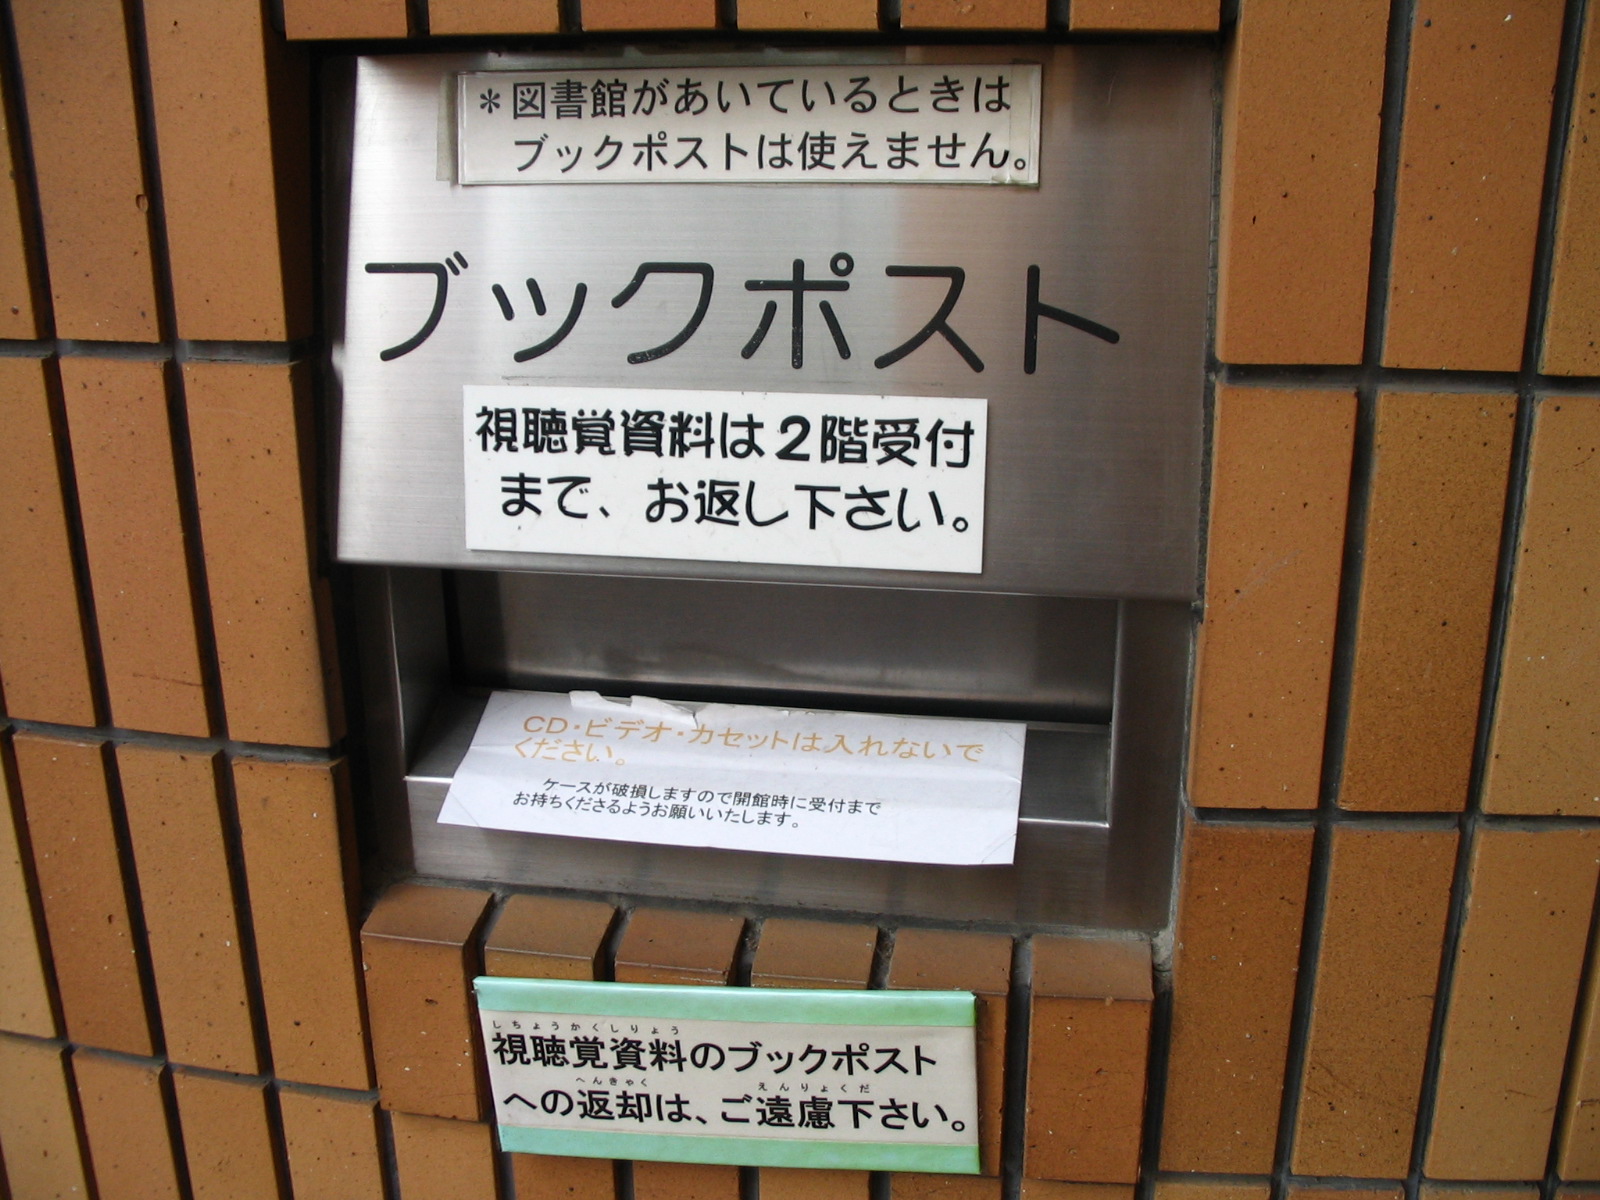 ＊図書館があいているときは
ブックポストは使えません。
ブックポスト
視聴覚資料は2階受付
まで、お返し下さい。
CD・ビデオ・カセットは入れないで
ください。
ケースが破損しますので開館時に受付まで
お持ちくださるようお願いいたします。
しちょうかくしりょう
視聴覚資料のブックポスト
へんきゃく えんりょくだ
への返却は、ご遠慮下さい。